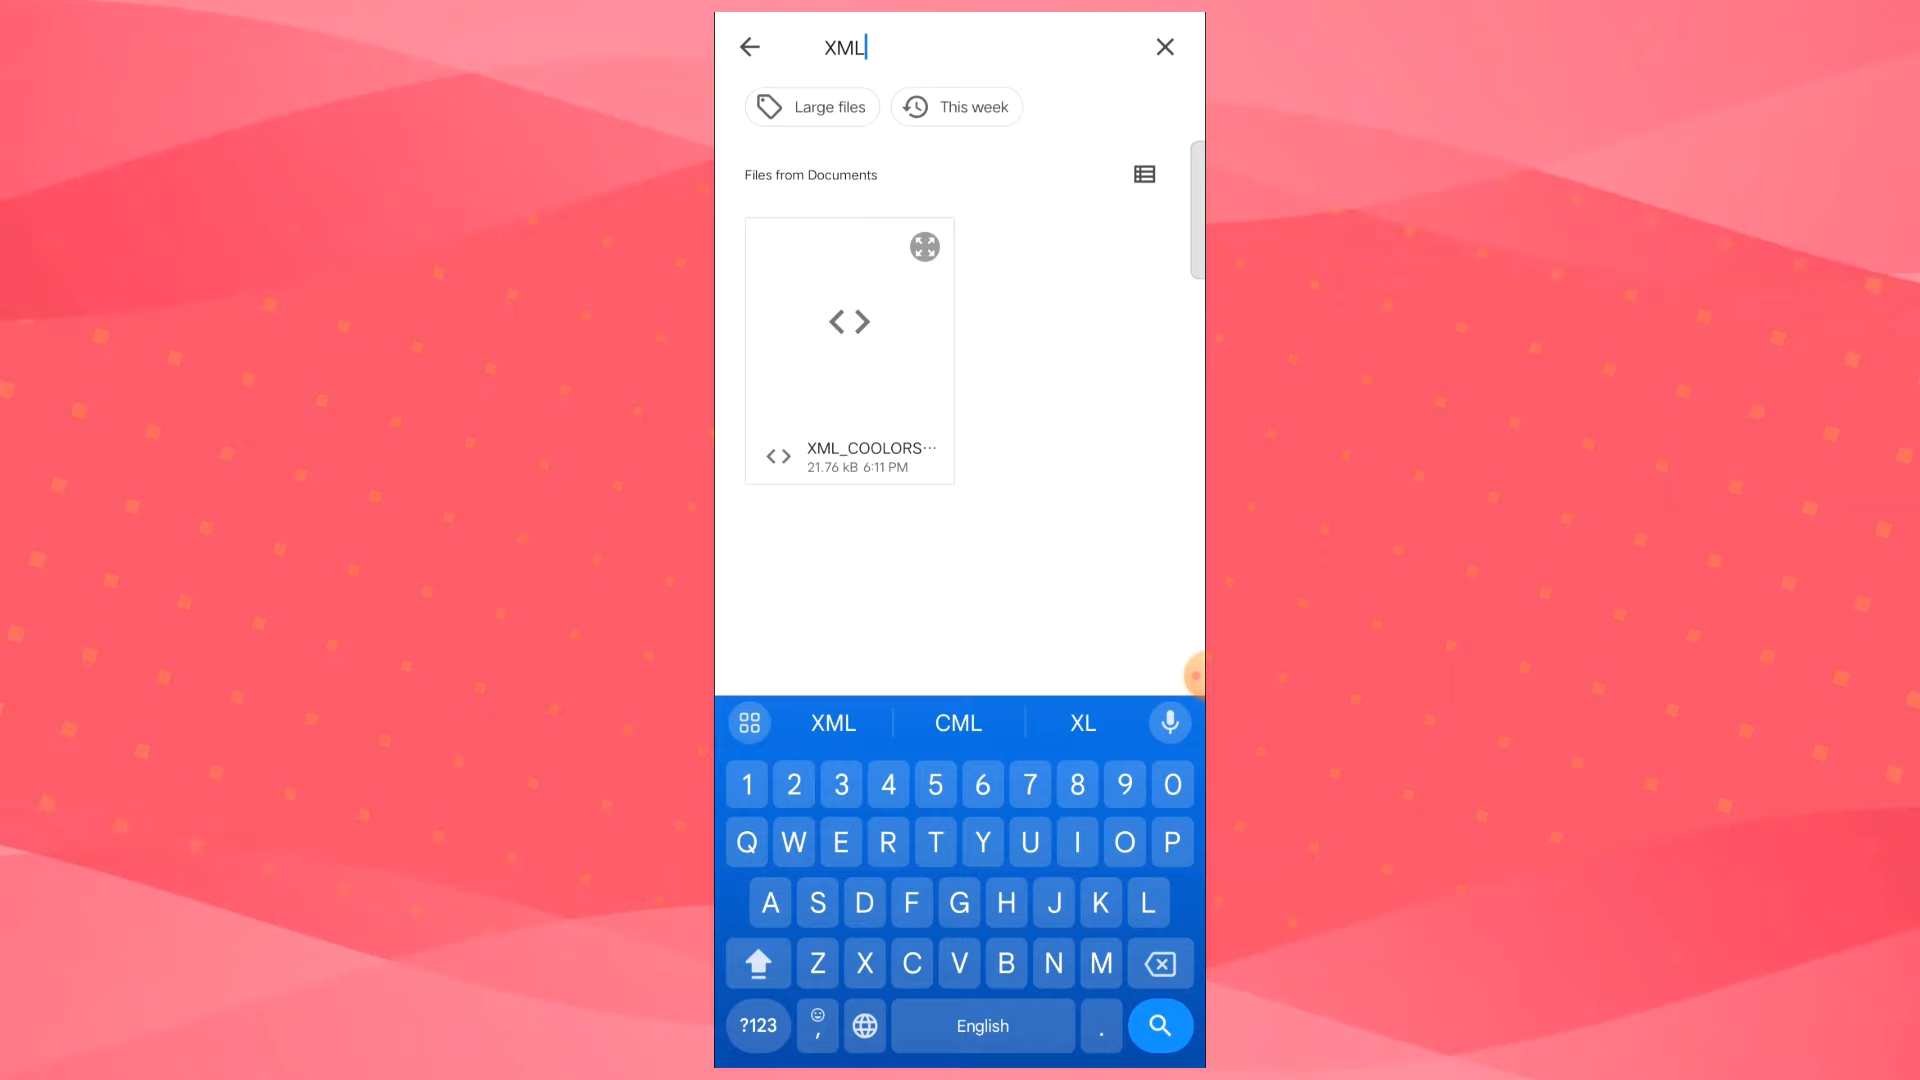 XML
Large files
This week
Files from Documents
XML_COOLORS...
21.76 kB 6:11 PM
XML CML XL
1 2 3 4 5 6 7 8 9 0
Q W E R T Y U I O P
A S D F G H J K L
Z X C V B N M
?123 , English .